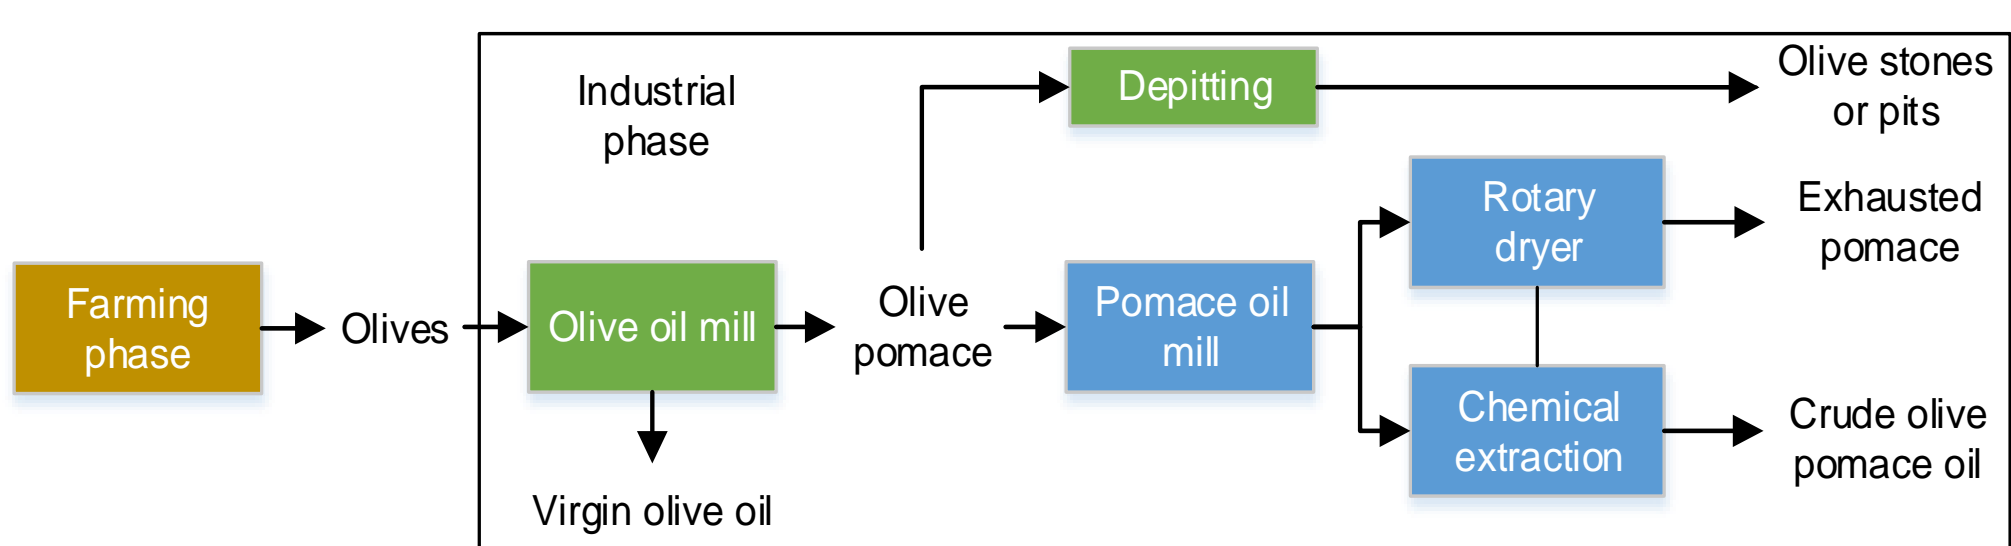 Industrial
phase
Depitting
Olive stones
or pits
Rotary
dryer
Exhausted
pomace
Farming
phase
Olives
Olive oil mill
Olive
pomace
Pomace oil
mill
Chemical
extraction
Crude olive
pomace oil
Virgin olive oil